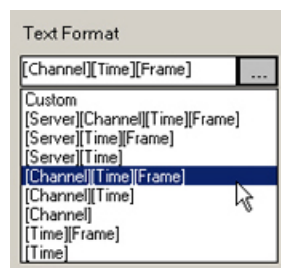 Text Format
[Channel][Time][Frame]
...
Custom
[Server][Channel][Time][Frame]
[Server][Time][Frame]
[Server][Time]
[Channel][Time][Frame]
[Channel][Time]
[Channel]
[Time][Frame]
[Time]